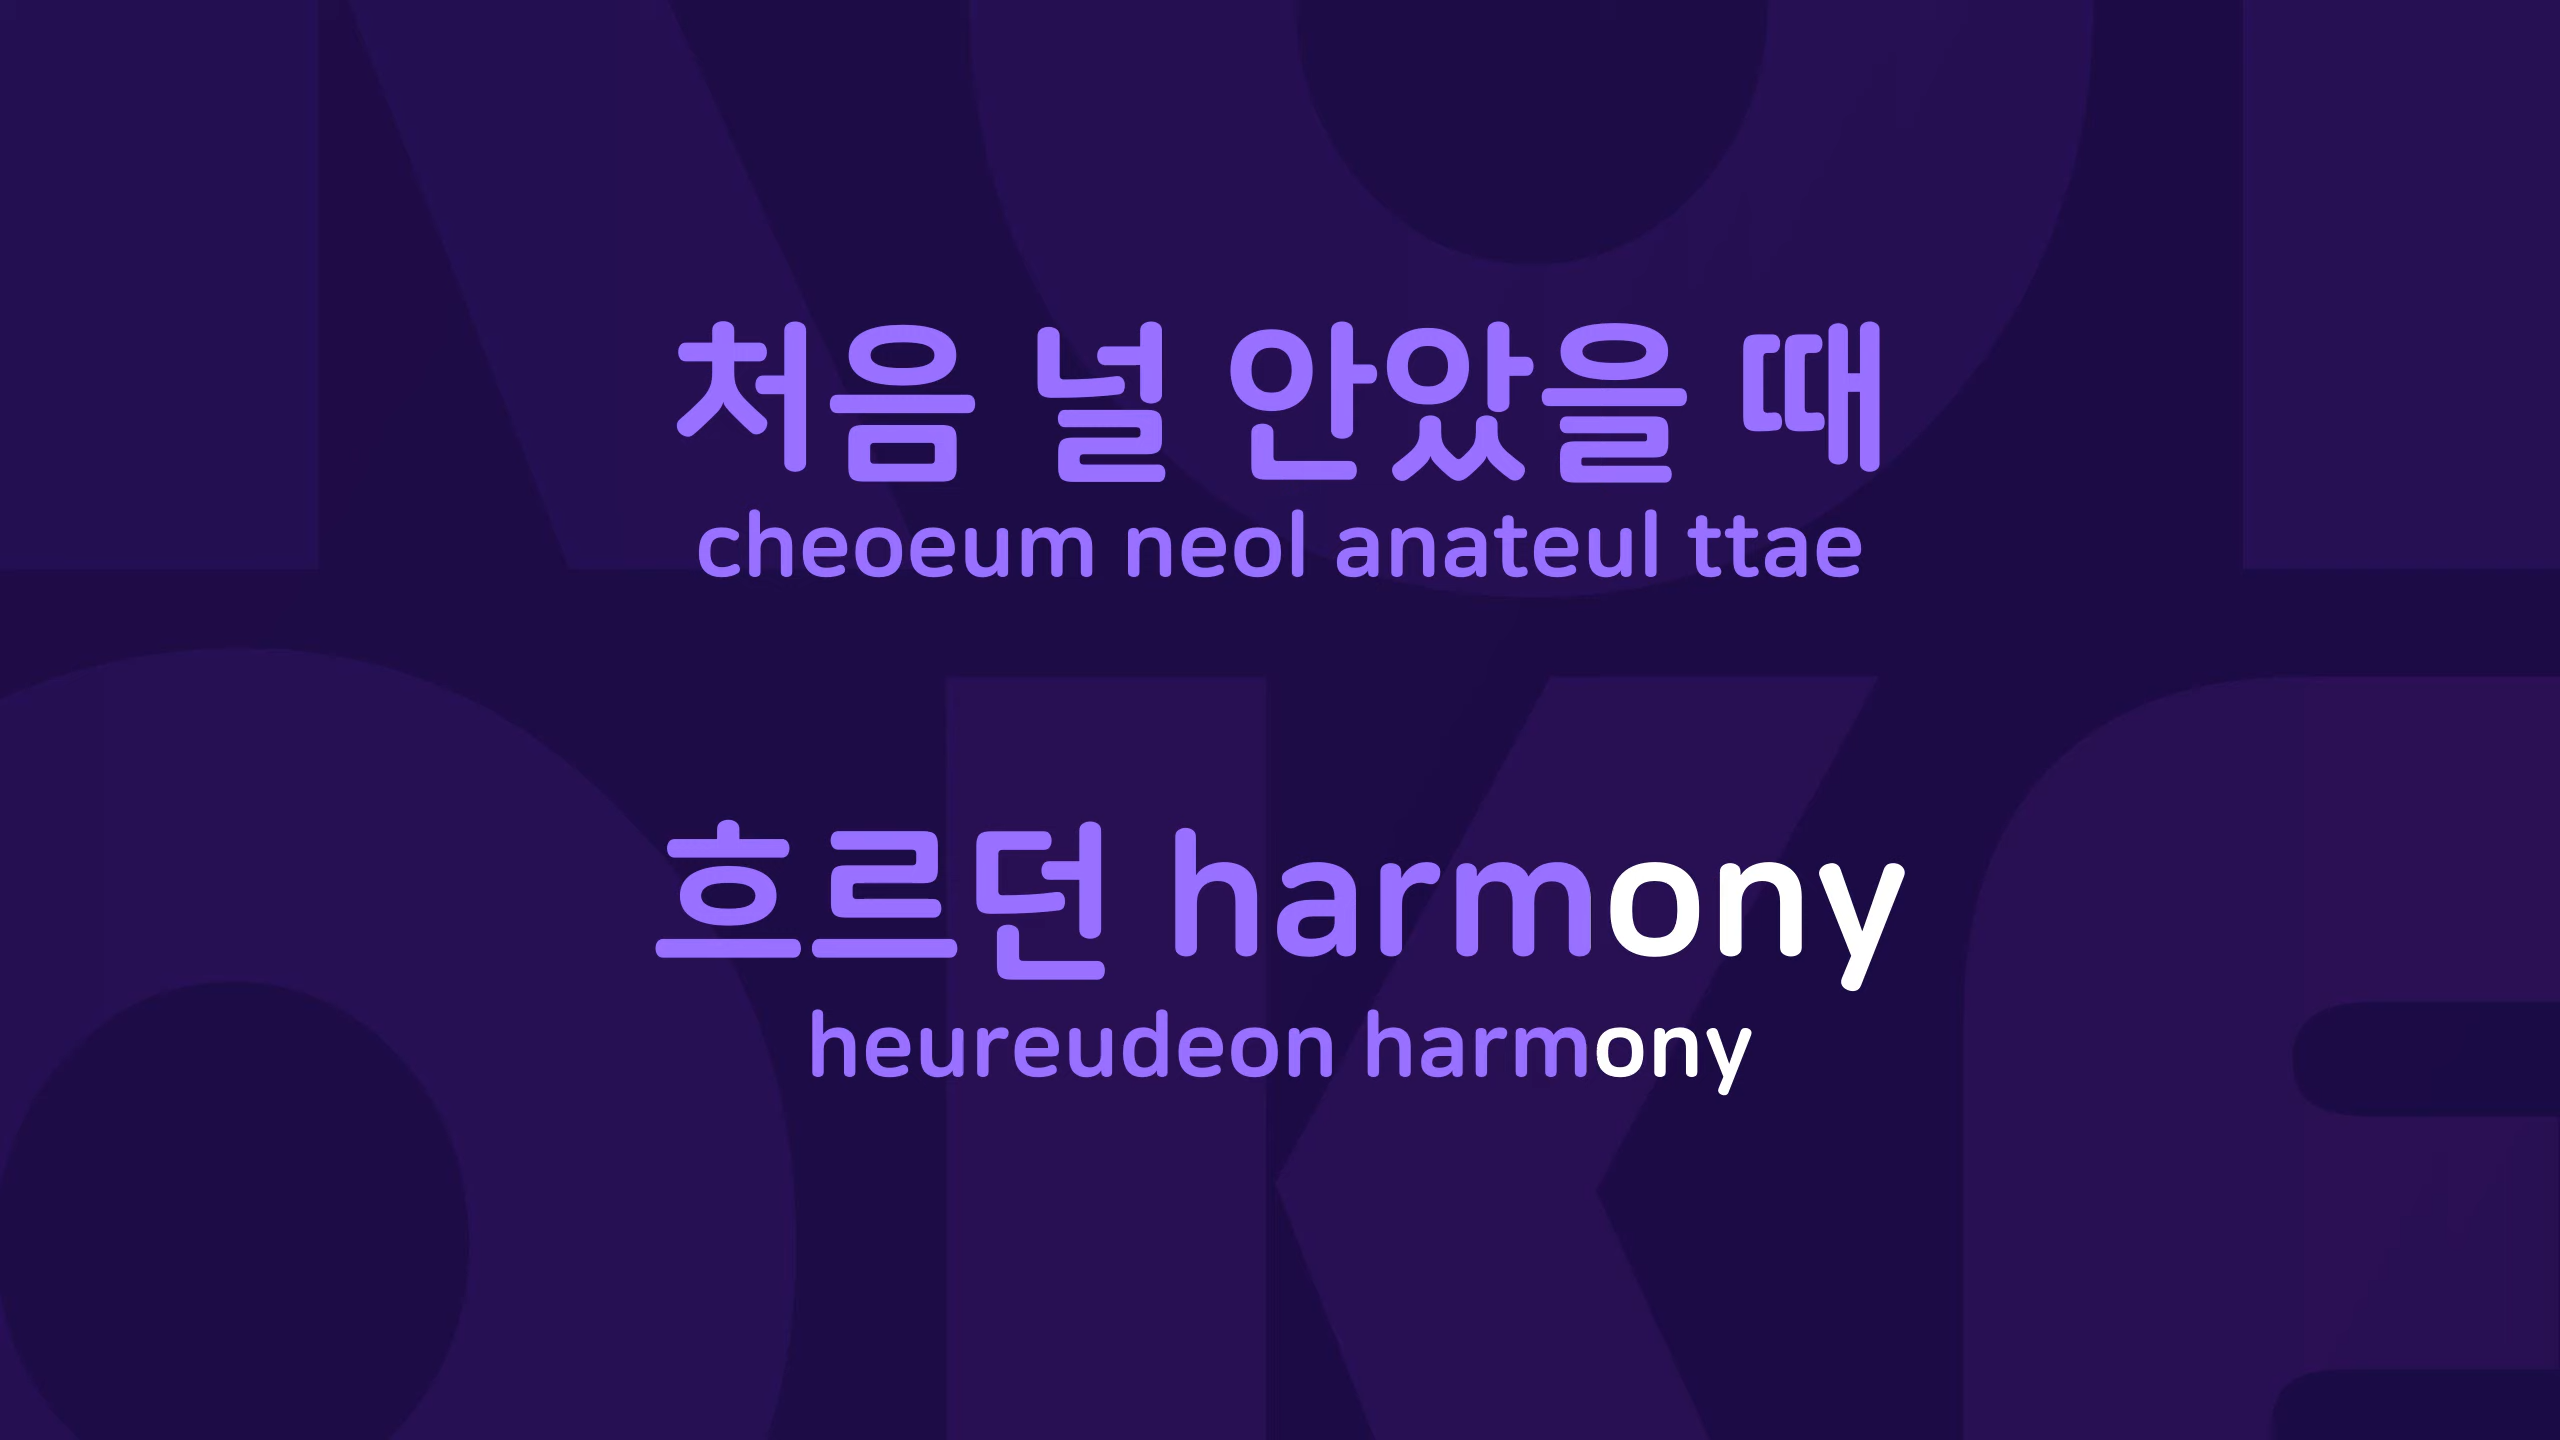 처음 널 안았을 때
cheoeum neol anateul ttae
흐르던 harmony
heureudeon harmony